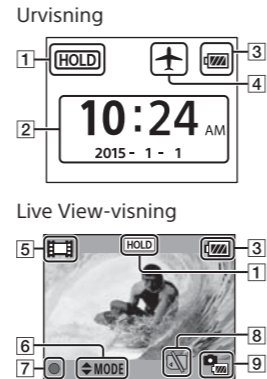 Urvisning
1 HOLD 3
4
2 10:24 AM
2015- 1 - 1
Live View-visning
5 HOLD 3
1
6 8
7 MODE 9